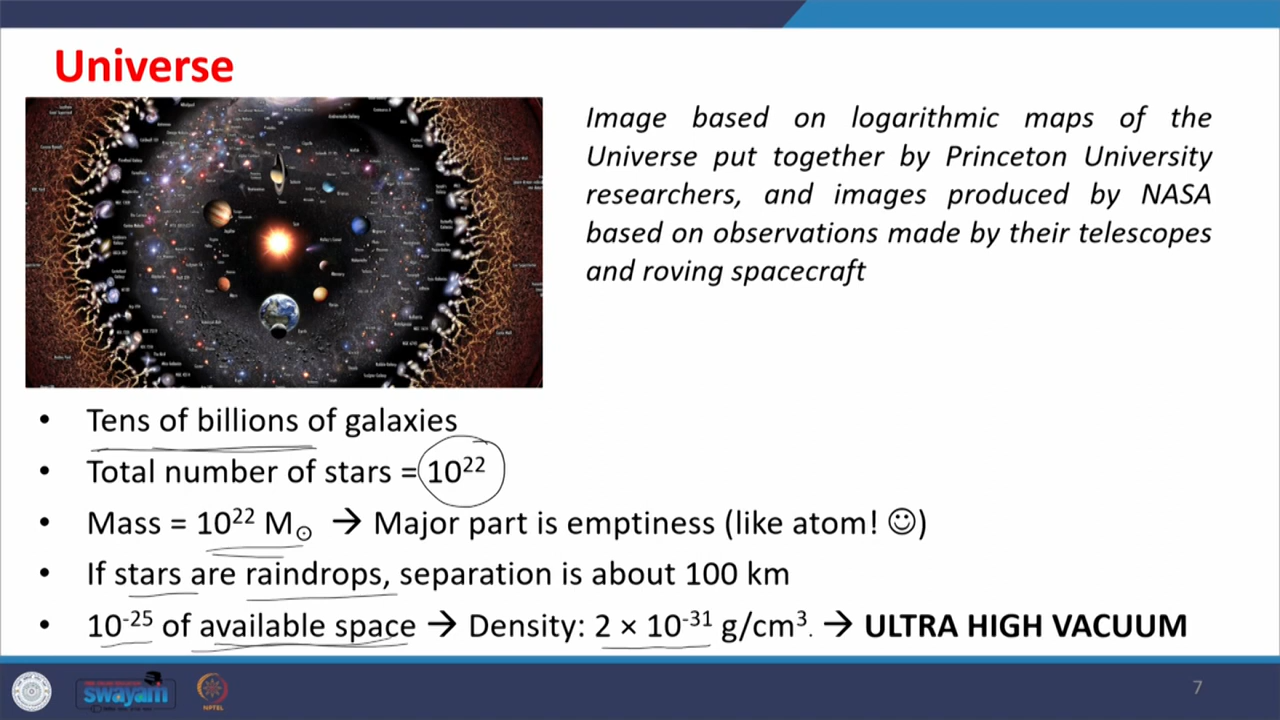 Universe
Image based on logarithmic maps of the
Universe put together by Princeton University
researchers, and images produced by NASA
based on observations made by their telescopes
and roving spacecraft
• Tens of billions of galaxies
• Total number of stars = 10²²
• Mass = 10²² M☉ → Major part is emptiness (like atom! ☺)
• If stars are raindrops, separation is about 100 km
• 10⁻²⁵ of available space → Density: 2 × 10⁻³¹ g/cm³. → ULTRA HIGH VACUUM
swayam
NPTEL
7